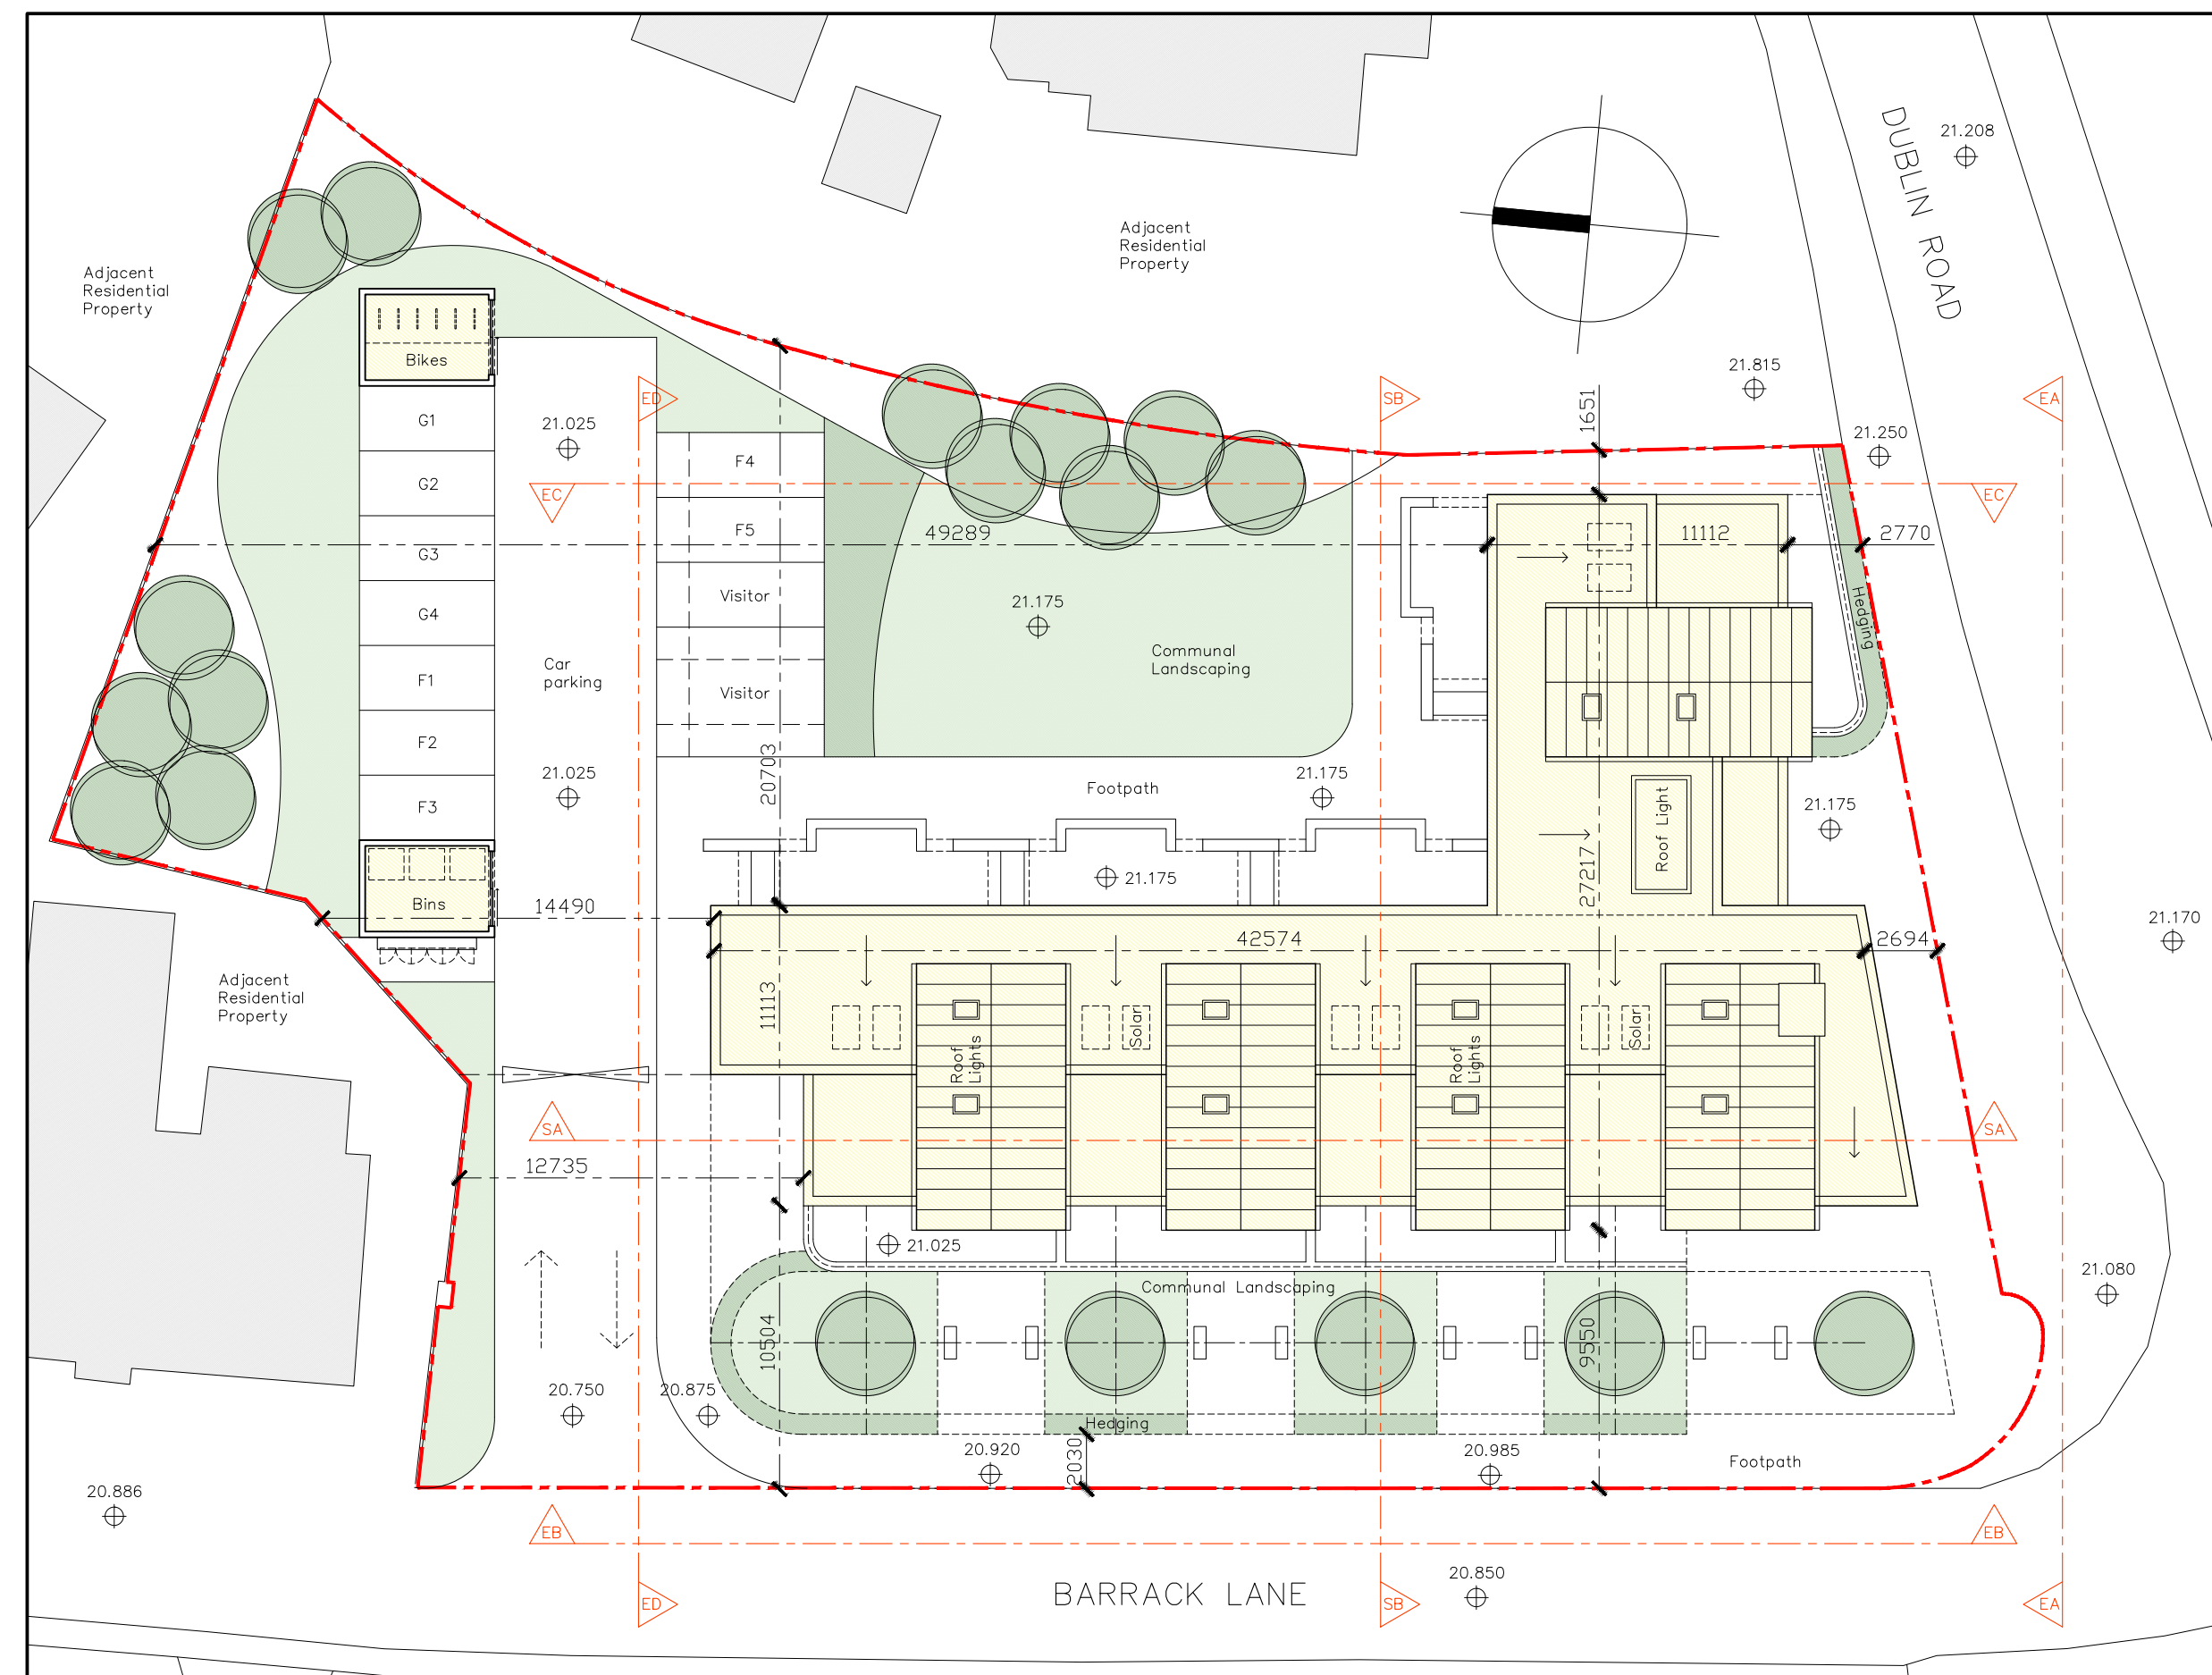 DUBLIN ROAD
21.208
Adjacent
Residential
Property
Adjacent
Residential
Property
21.815
1651
21.250
Bikes
ED
SB
EA
G1
21.025
F4
G2
EC
EC
F5
49289
11112
2770
G3
Visitor
21.175
Hedging
G4
Communal
Landscaping
Car
parking
F1
Visitor
F2
20703
21.025
Footpath
21.175
F3
Roof Light
21.175
21.175
27217
Bins
14490
21.170
42574
2694
Adjacent
Residential
Property
11113
Solar
Solar
Roof
Lights
Roof
Lights
SA
SA
12735
21.025
Communal Landscaping
21.080
10504
9550
20.750
20.875
Hedging
20.920
2030
20.985
Footpath
20.886
EB
EB
20.850
BARRACK LANE
ED
SB
EA